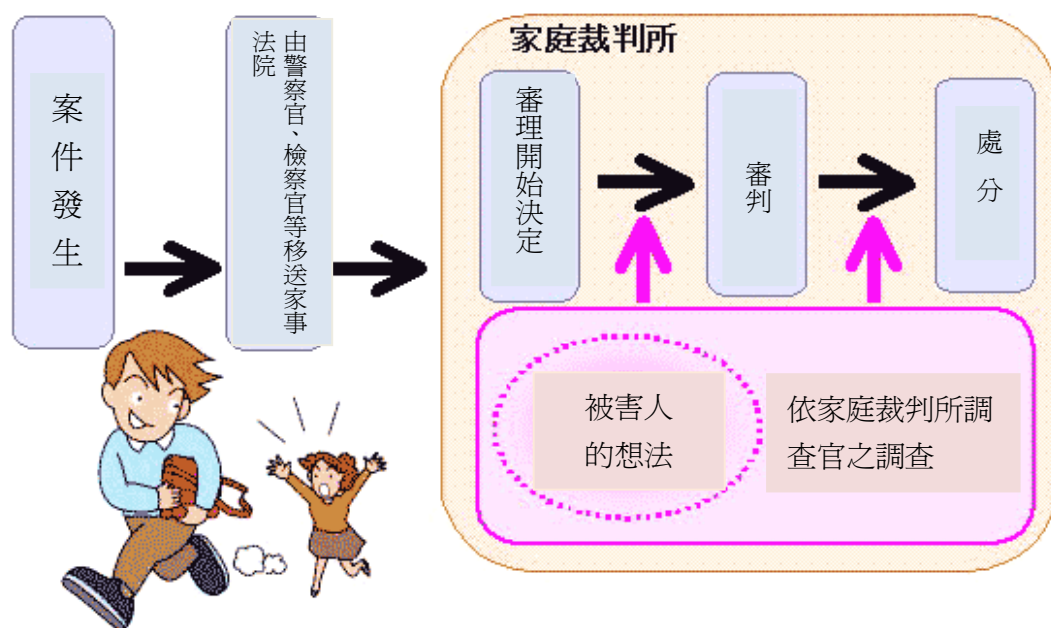 案件發生
由警察官、檢察官等移送家事
法院
家庭裁判所
審理開始決定
審判
處分
被害人
的想法
依家庭裁判所調
查官之調查